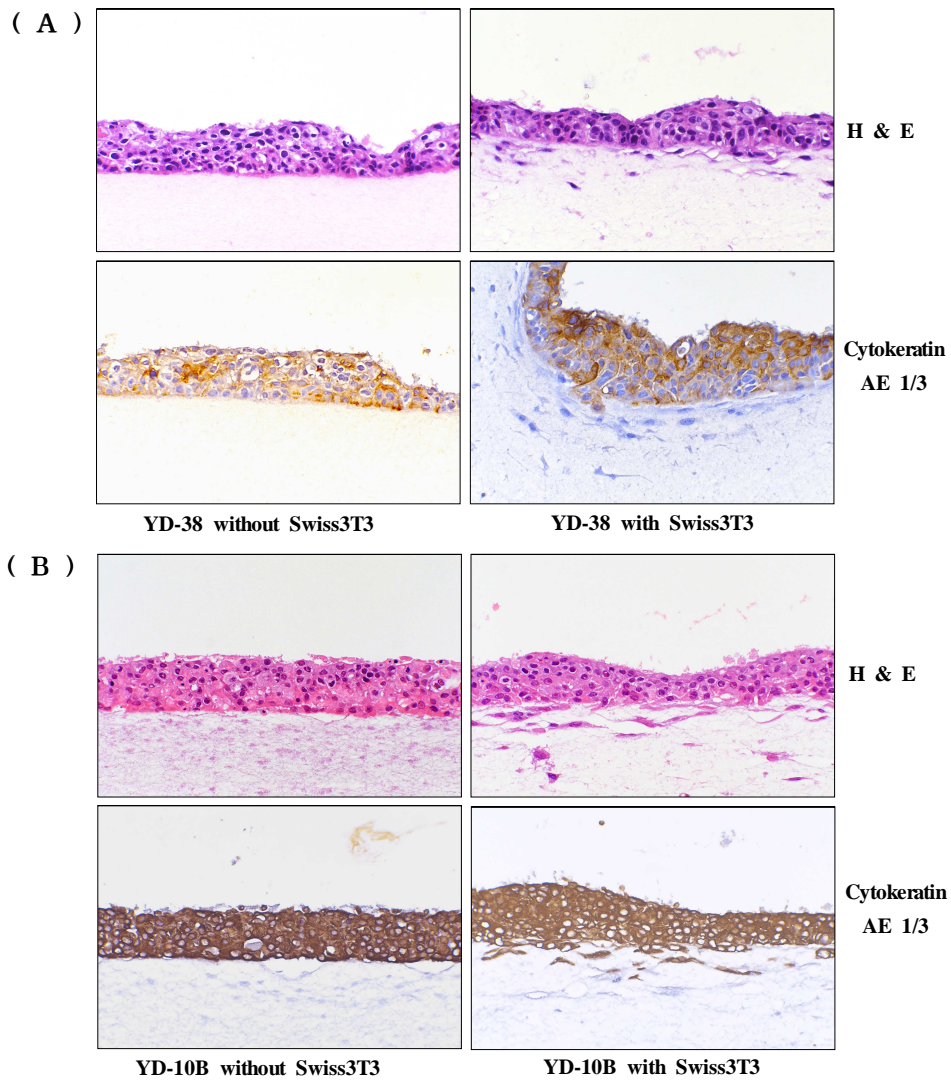 ( A )
H & E
Cytokeratin
AE 1/3
YD-38 without Swiss3T3
YD-38 with Swiss3T3
( B )
H & E
Cytokeratin
AE 1/3
YD-10B without Swiss3T3
YD-10B with Swiss3T3